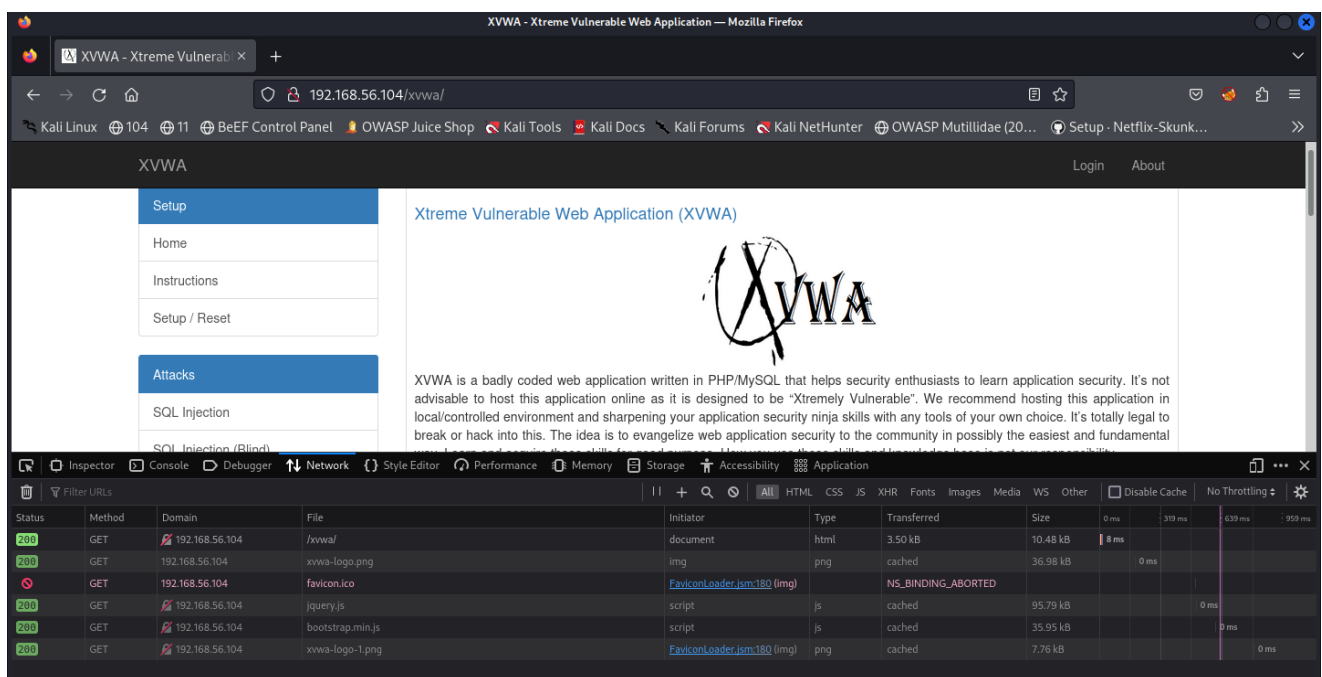 XVWA - Xtreme Vulnerable Web Application — Mozilla Firefox
XVWA - Xtreme Vulnerabl
192.168.56.104/xvwa/
Kali Linux 104 11 BeEF Control Panel OWASP Juice Shop Kali Tools Kali Docs Kali Forums Kali NetHunter OWASP Mutillidae (20... Setup - Netflix-Skunk...
XVWA Login About
Setup
Home
Instructions
Setup / Reset
Attacks
SQL Injection
SQL Injection (Blind)
Xtreme Vulnerable Web Application (XVWA)
XVWA
XVWA is a badly coded web application written in PHP/MySQL that helps security enthusiasts to learn application security. It's not
advisable to host this application online as it is designed to be “Xtremely Vulnerable”. We recommend hosting this application in
local/controlled environment and sharpening your application security ninja skills with any tools of your own choice. It's totally legal to
break or hack into this. The idea is to evangelize web application security to the community in possibly the easiest and fundamental
Inspector Console Debugger Network Style Editor Performance Memory Storage Accessibility Application
Filter URLs All HTML CSS JS XHR Fonts Images Media WS Other Disable Cache No Throttling
Status Method Domain File Initiator Type Transferred Size 0 ms 319 ms 639 ms 959 ms
200 GET 192.168.56.104 /xvwa/ document html 3.50 kB 10.48 kB 8 ms
200 GET 192.168.56.104 xvwa-logo.png img png cached 36.98 kB 0 ms
GET 192.168.56.104 favicon.ico FaviconLoader.jsm:180 (img) NS_BINDING_ABORTED
200 GET 192.168.56.104 jquery.js script js cached 95.79 kB 0 ms
200 GET 192.168.56.104 bootstrap.min.js script js cached 35.95 kB 0 ms
200 GET 192.168.56.104 xvwa-logo-1.png FaviconLoader.jsm:180 (img) png cached 7.76 kB 0 ms